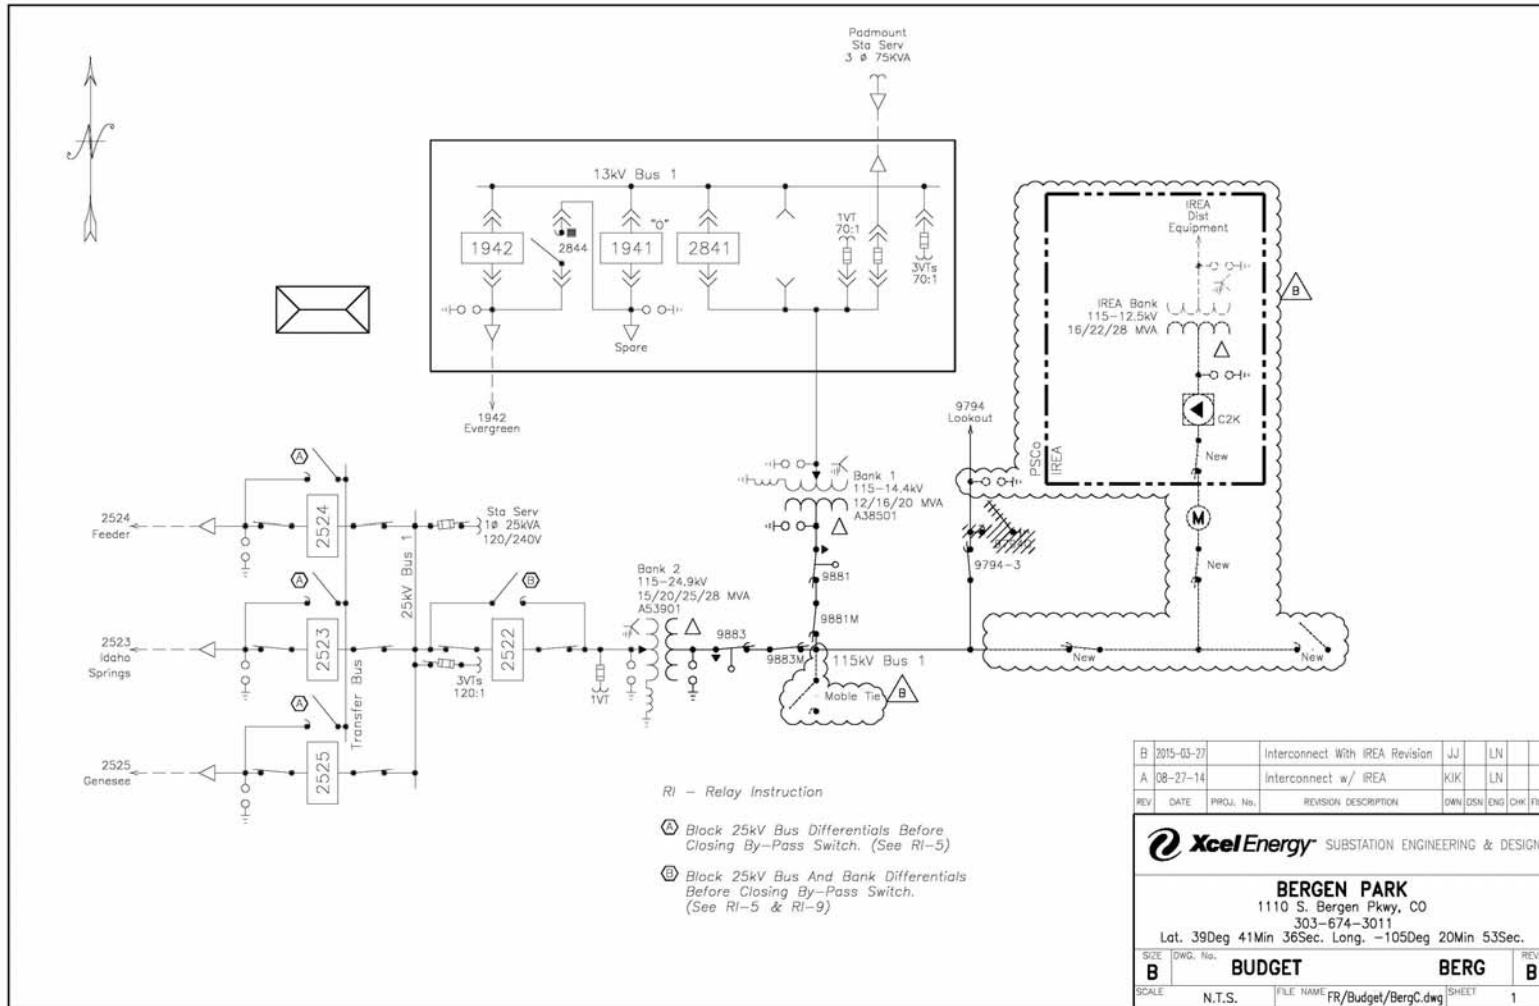 Padmount
Sta Serv
3 Ø 75KVA
13kV Bus 1
1942
2844
"O"
1941
2841
1VT
70:1
3VTs
70:1
Spare
1942
Evergreen
IREA
Dist
Equipment
B
IREA Bank
115-12.5kV
16/22/28 MVA
C2K
New
PSCo
IREA
M
New
9794
Lookout
9794-3
Bank 1
115-14.4kV
12/16/20 MVA
A38501
9881
9881M
A
2524
Feeder
2524
Sta Serv
1Ø 25kVA
120/240V
25kV Bus 1
A
2523
Idaho
Springs
2523
Transfer Bus
B
2522
3VTs
120:1
1VT
Bank 2
115-24.9kV
15/20/25/28 MVA
A53901
9883
9883M
115kV Bus 1
Moble Tie
B
New
New
A
2525
Genesee
2525
RI - Relay Instruction
A Block 25kV Bus Differentials Before
Closing By-Pass Switch. (See RI-5)
B Block 25kV Bus And Bank Differentials
Before Closing By-Pass Switch.
(See RI-5 & RI-9)
B 2015-03-27 Interconnect With IREA Revision JJ LN
A 08-27-14 Interconnect w/ IREA KIK LN
REV DATE PROJ. No. REVISION DESCRIPTION DWN DSN ENG CHK
Xcel Energy SUBSTATION ENGINEERING & DESIGN
BERGEN PARK
1110 S. Bergen Pkwy, CO
303-674-3011
Lat. 39Deg 41Min 36Sec. Long. -105Deg 20Min 53Sec.
SIZE DWG. No. REV
B BUDGET BERG B
SCALE N.T.S. FILE NAME FR/Budget/BergC.dwg SHEET 1